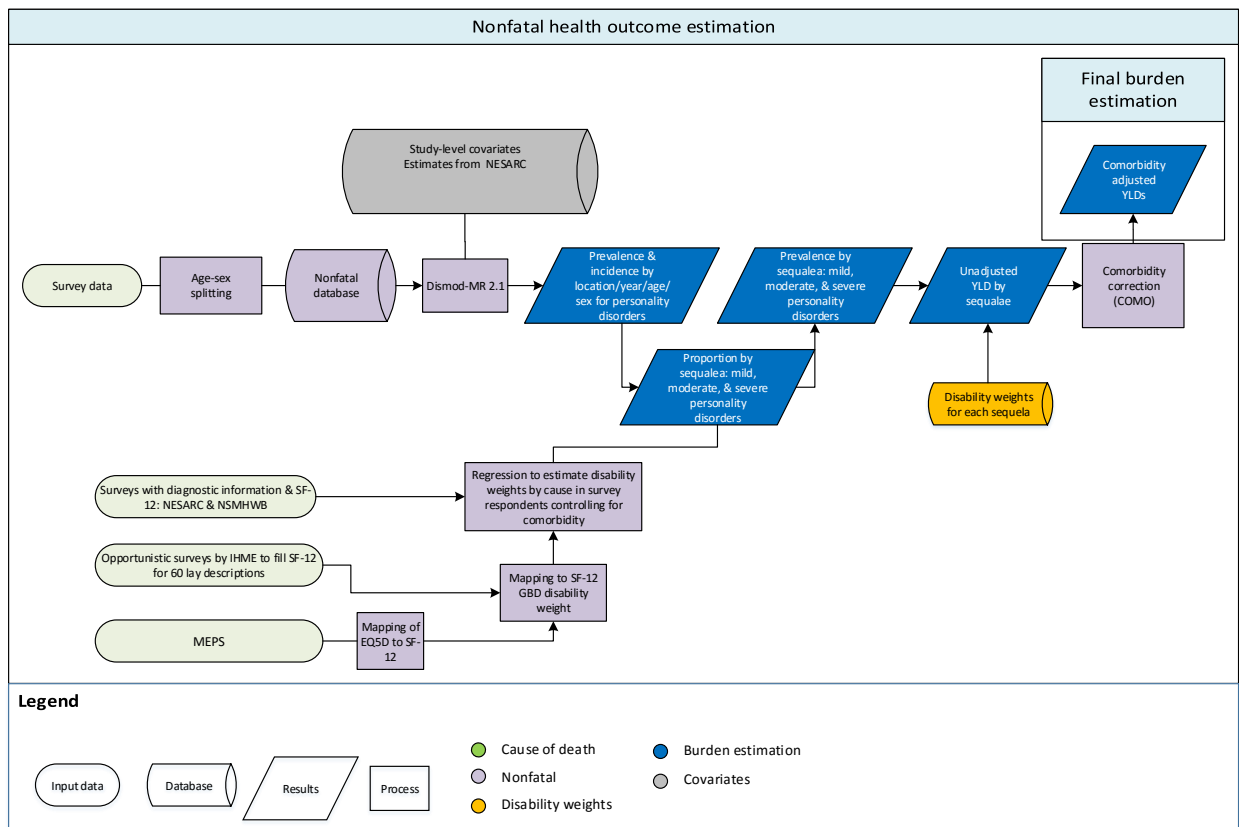 Nonfatal health outcome estimation
Final burden
estimation
Study-level covariates
Estimates from NESARC
Comorbidity
adjusted
YLDs
Survey data
Age-sex
splitting
Nonfatal
database
Dismod-MR 2.1
Prevalence &
incidence by
location/year/age/
sex for personality
disorders
Prevalence by
sequalea: mild,
moderate, & severe
personality
disorders
Unadjusted
YLD by
sequalae
Comorbidity
correction
(COMO)
Proportion by
sequalea: mild,
moderate, & severe
personality
disorders
Disability weights
for each sequela
Surveys with diagnostic information & SF-
12: NESARC & NSMHWB
Regression to estimate disability
weights by cause in survey
respondents controlling for
comorbidity
Opportunistic surveys by IHME to fill SF-12
for 60 lay descriptions
Mapping to SF-12
GBD disability
weight
MEPS
Mapping of
EQ5D to SF-
12
Legend
Input data
Database
Results
Process
Cause of death
Nonfatal
Disability weights
Burden estimation
Covariates